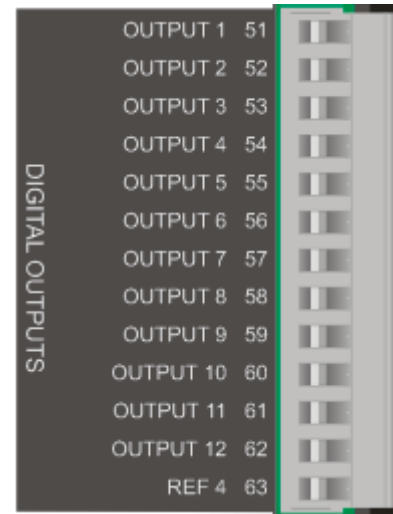 DIGITAL OUTPUTS
OUTPUT 1 51
OUTPUT 2 52
OUTPUT 3 53
OUTPUT 4 54
OUTPUT 5 55
OUTPUT 6 56
OUTPUT 7 57
OUTPUT 8 58
OUTPUT 9 59
OUTPUT 10 60
OUTPUT 11 61
OUTPUT 12 62
REF 4 63